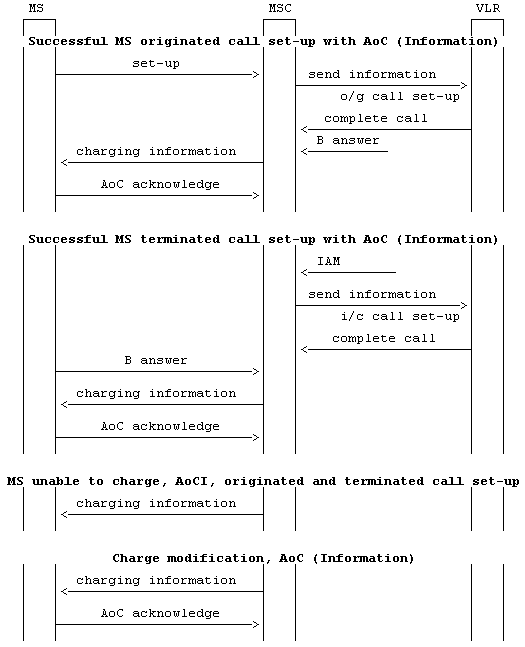 MS MSC VLR
Successful MS originated call set-up with AoC (Information)
set-up
send information
o/g call set-up
complete call
B answer
charging information
AoC acknowledge
Successful MS terminated call set-up with AoC (Information)
IAM
send information
i/c call set-up
complete call
B answer
charging information
AoC acknowledge
MS unable to charge, AoCI, originated and terminated call set-up
charging information
Charge modification, AoC (Information)
charging information
AoC acknowledge